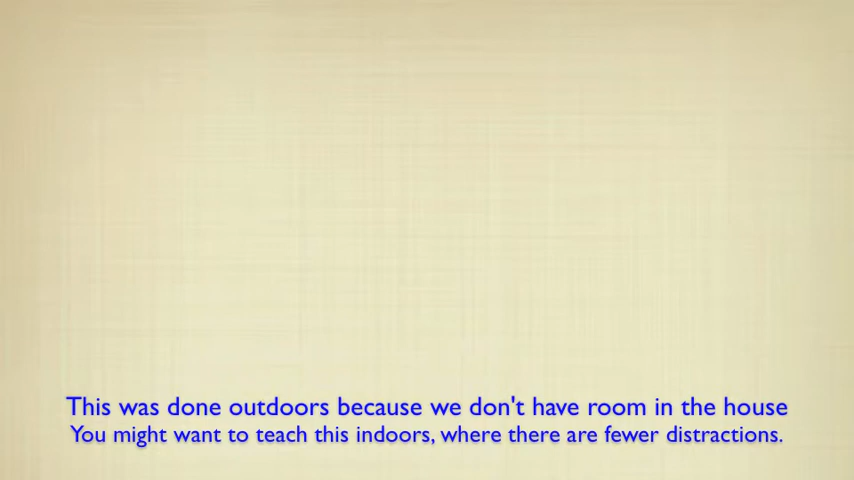 This was done outdoors because we don't have room in the house
You might want to teach this indoors, where there are fewer distractions.